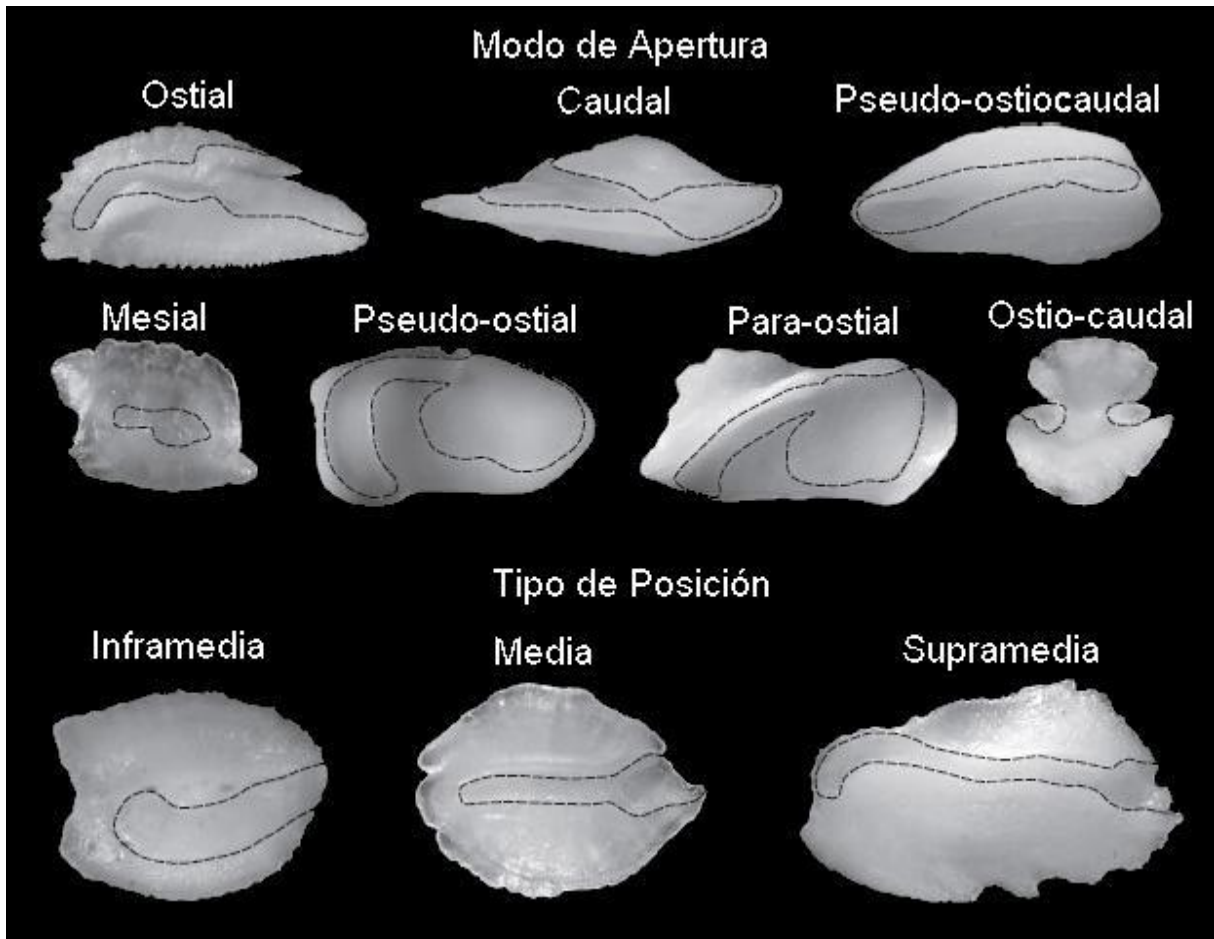 Modo de Apertura
Ostial
Caudal
Pseudo-ostiocaudal
Mesial
Pseudo-ostial
Para-ostial
Ostio-caudal
Tipo de Posición
Inframedia
Media
Supramedia